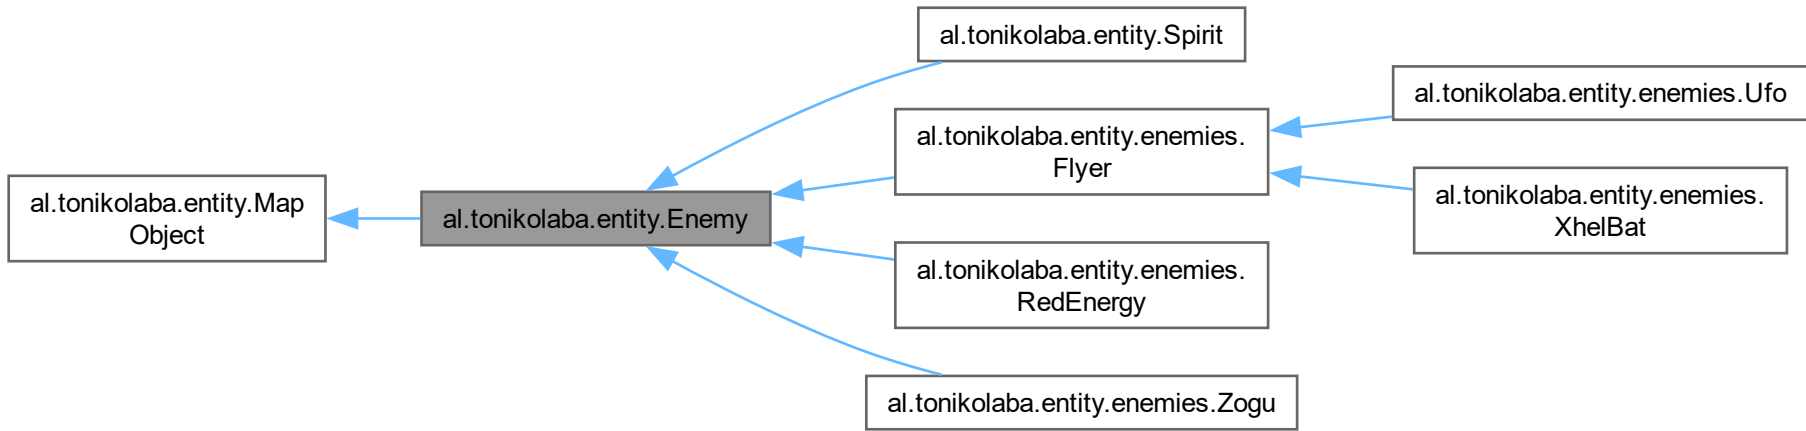 al.tonikolaba.entity.Map
Object
al.tonikolaba.entity.Enemy
al.tonikolaba.entity.Spirit
al.tonikolaba.entity.enemies.
Flyer
al.tonikolaba.entity.enemies.
RedEnergy
al.tonikolaba.entity.enemies.Zogu
al.tonikolaba.entity.enemies.Ufo
al.tonikolaba.entity.enemies.
XhelBat